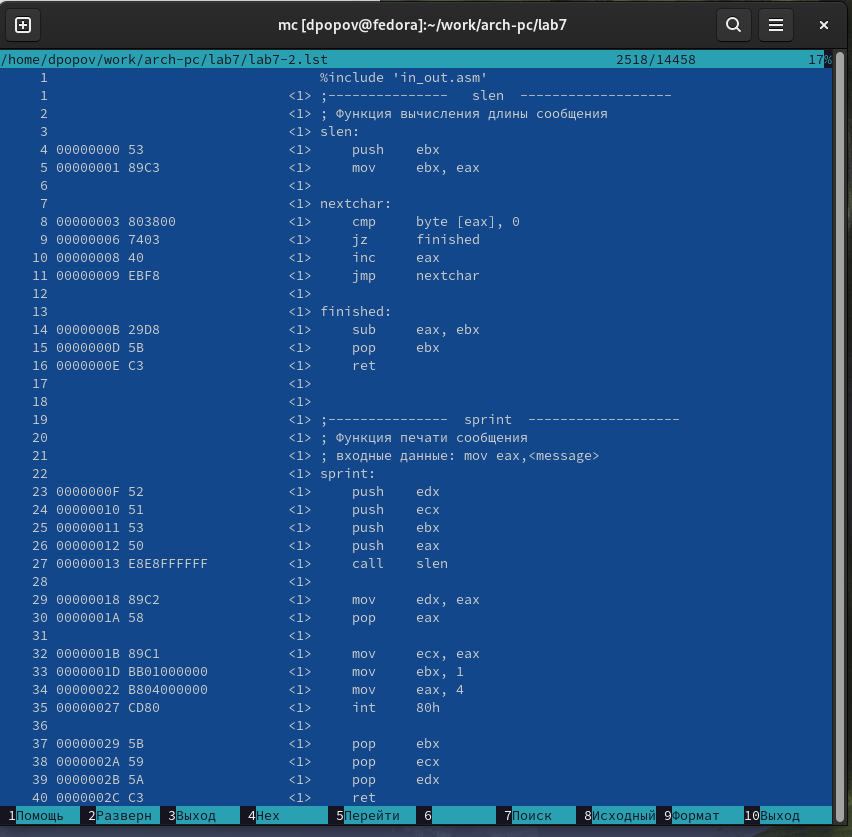 mc [dpopov@fedora]:~/work/arch-pc/lab7
/home/dpopov/work/arch-pc/lab7/lab7-2.lst 2518/14458 17%
1 %include 'in_out.asm'
1 <1> ;--------------- slen -------------------
2 <1> ; Функция вычисления длины сообщения
3 <1> slen:
4 00000000 53 <1> push ebx
5 00000001 89C3 <1> mov ebx, eax
6 <1>
7 <1> nextchar:
8 00000003 803800 <1> cmp byte [eax], 0
9 00000006 7403 <1> jz finished
10 00000008 40 <1> inc eax
11 00000009 EBF8 <1> jmp nextchar
12 <1>
13 <1> finished:
14 0000000B 29D8 <1> sub eax, ebx
15 0000000D 5B <1> pop ebx
16 0000000E C3 <1> ret
17 <1>
18 <1>
19 <1> ;--------------- sprint -------------------
20 <1> ; Функция печати сообщения
21 <1> ; входные данные: mov eax,<message>
22 <1> sprint:
23 0000000F 52 <1> push edx
24 00000010 51 <1> push ecx
25 00000011 53 <1> push ebx
26 00000012 50 <1> push eax
27 00000013 E8E8FFFFFF <1> call slen
28 <1>
29 00000018 89C2 <1> mov edx, eax
30 0000001A 58 <1> pop eax
31 <1>
32 0000001B 89C1 <1> mov ecx, eax
33 0000001D BB01000000 <1> mov ebx, 1
34 00000022 B804000000 <1> mov eax, 4
35 00000027 CD80 <1> int 80h
36 <1>
37 00000029 5B <1> pop ebx
38 0000002A 59 <1> pop ecx
39 0000002B 5A <1> pop edx
40 0000002C C3 <1> ret
1Помощь 2Разверн 3Выход 4Hex 5Перейти 6 7Поиск 8Исходный 9Формат 10Выход